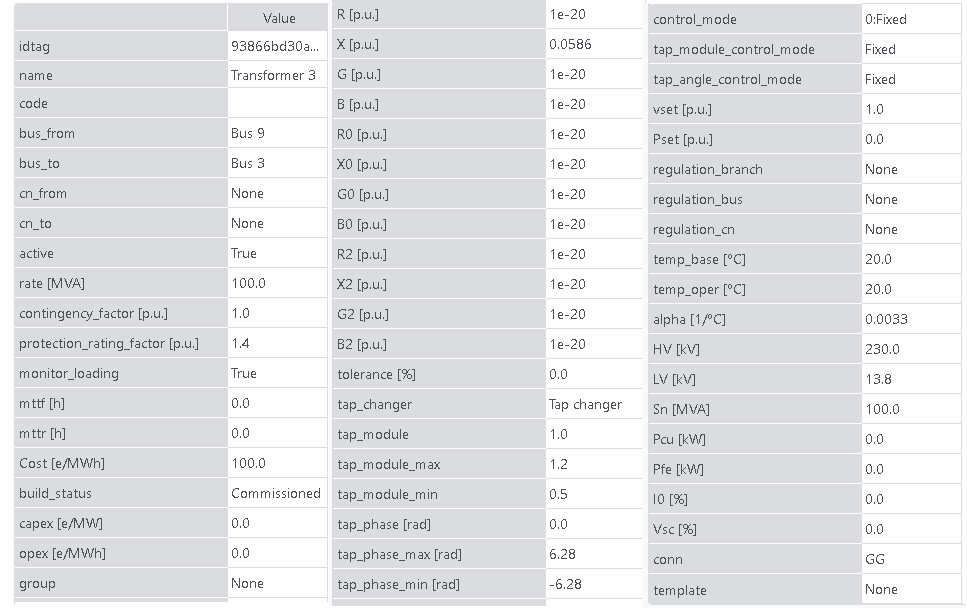 Value
idtag 93866bd30a...
name Transformer 3
code
bus_from Bus 9
bus_to Bus 3
cn_from None
cn_to None
active True
rate [MVA] 100.0
contingency_factor [p.u.] 1.0
protection_rating_factor [p.u.] 1.4
monitor_loading True
mttf [h] 0.0
mttr [h] 0.0
Cost [e/MWh] 100.0
build_status Commissioned
capex [e/MW] 0.0
opex [e/MWh] 0.0
group None
R [p.u.] 1e-20
X [p.u.] 0.0586
G [p.u.] 1e-20
B [p.u.] 1e-20
R0 [p.u.] 1e-20
X0 [p.u.] 1e-20
G0 [p.u.] 1e-20
B0 [p.u.] 1e-20
R2 [p.u.] 1e-20
X2 [p.u.] 1e-20
G2 [p.u.] 1e-20
B2 [p.u.] 1e-20
tolerance [%] 0.0
tap_changer Tap changer
tap_module 1.0
tap_module_max 1.2
tap_module_min 0.5
tap_phase [rad] 0.0
tap_phase_max [rad] 6.28
tap_phase_min [rad] -6.28
control_mode 0:Fixed
tap_module_control_mode Fixed
tap_angle_control_mode Fixed
vset [p.u.] 1.0
Pset [p.u.] 0.0
regulation_branch None
regulation_bus None
regulation_cn None
temp_base [ºC] 20.0
temp_oper [ºC] 20.0
alpha [1/ºC] 0.0033
HV [kV] 230.0
LV [kV] 13.8
Sn [MVA] 100.0
Pcu [kW] 0.0
Pfe [kW] 0.0
I0 [%] 0.0
Vsc [%] 0.0
conn GG
template None